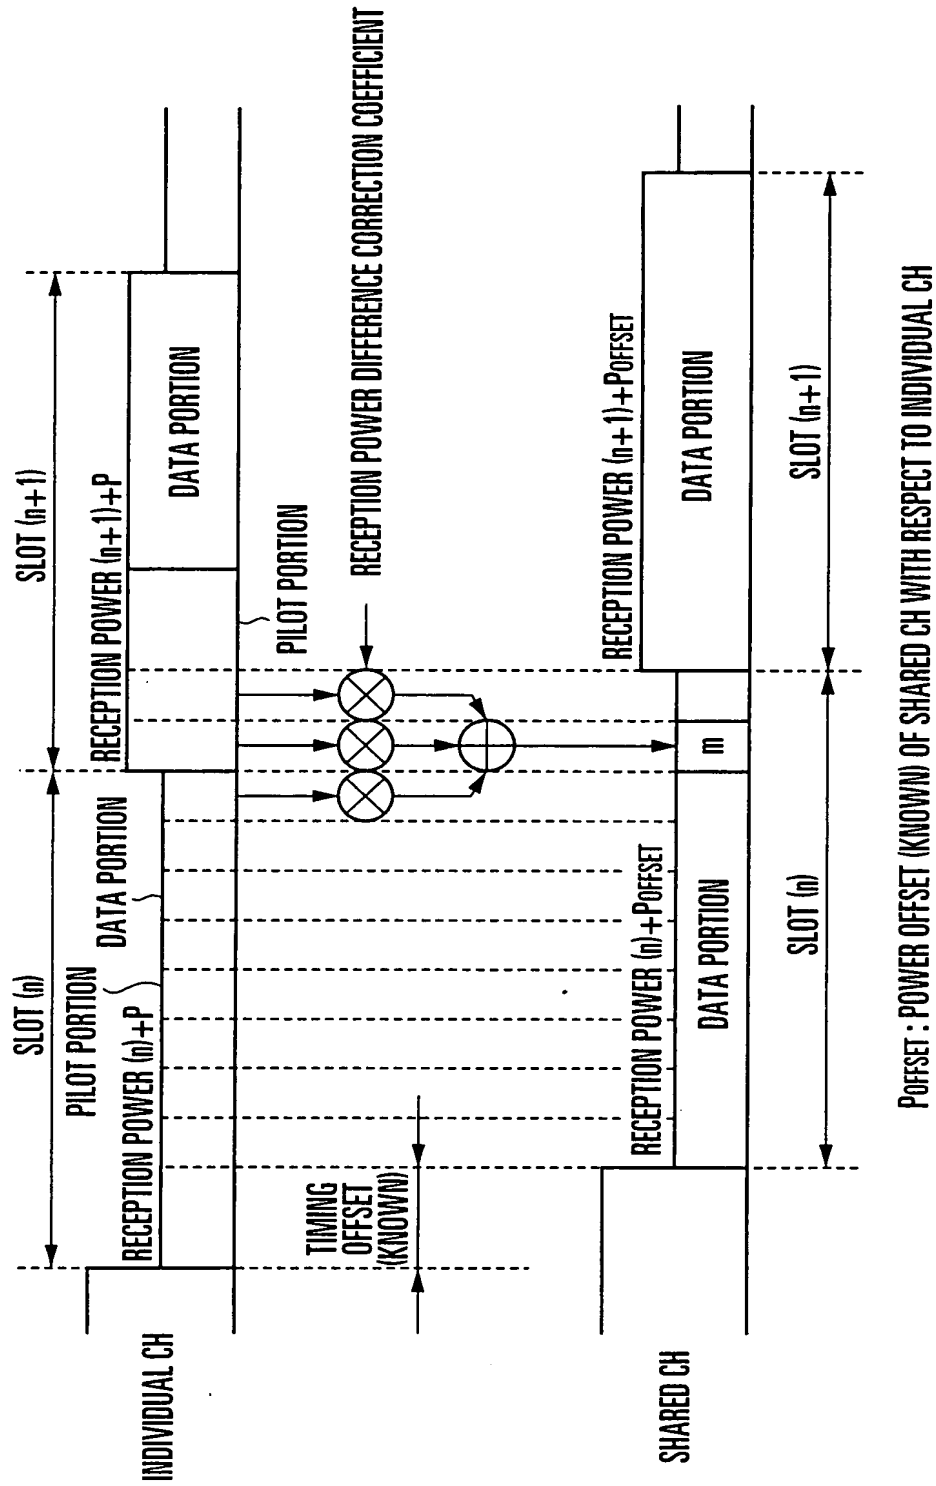 INDIVIDUAL CH
SLOT (n)
SLOT (n+1)
PILOT PORTION
DATA PORTION
RECEPTION POWER (n)+P
RECEPTION POWER (n+1)+P
DATA PORTION
PILOT PORTION
TIMING
OFFSET
(KNOWN)
RECEPTION POWER DIFFERENCE CORRECTION COEFFICIENT
SHARED CH
RECEPTION POWER (n)+POFFSET
RECEPTION POWER (n+1)+POFFSET
DATA PORTION
m
DATA PORTION
SLOT (n)
SLOT (n+1)
POFFSET : POWER OFFSET (KNOWN) OF SHARED CH WITH RESPECT TO INDIVIDUAL CH